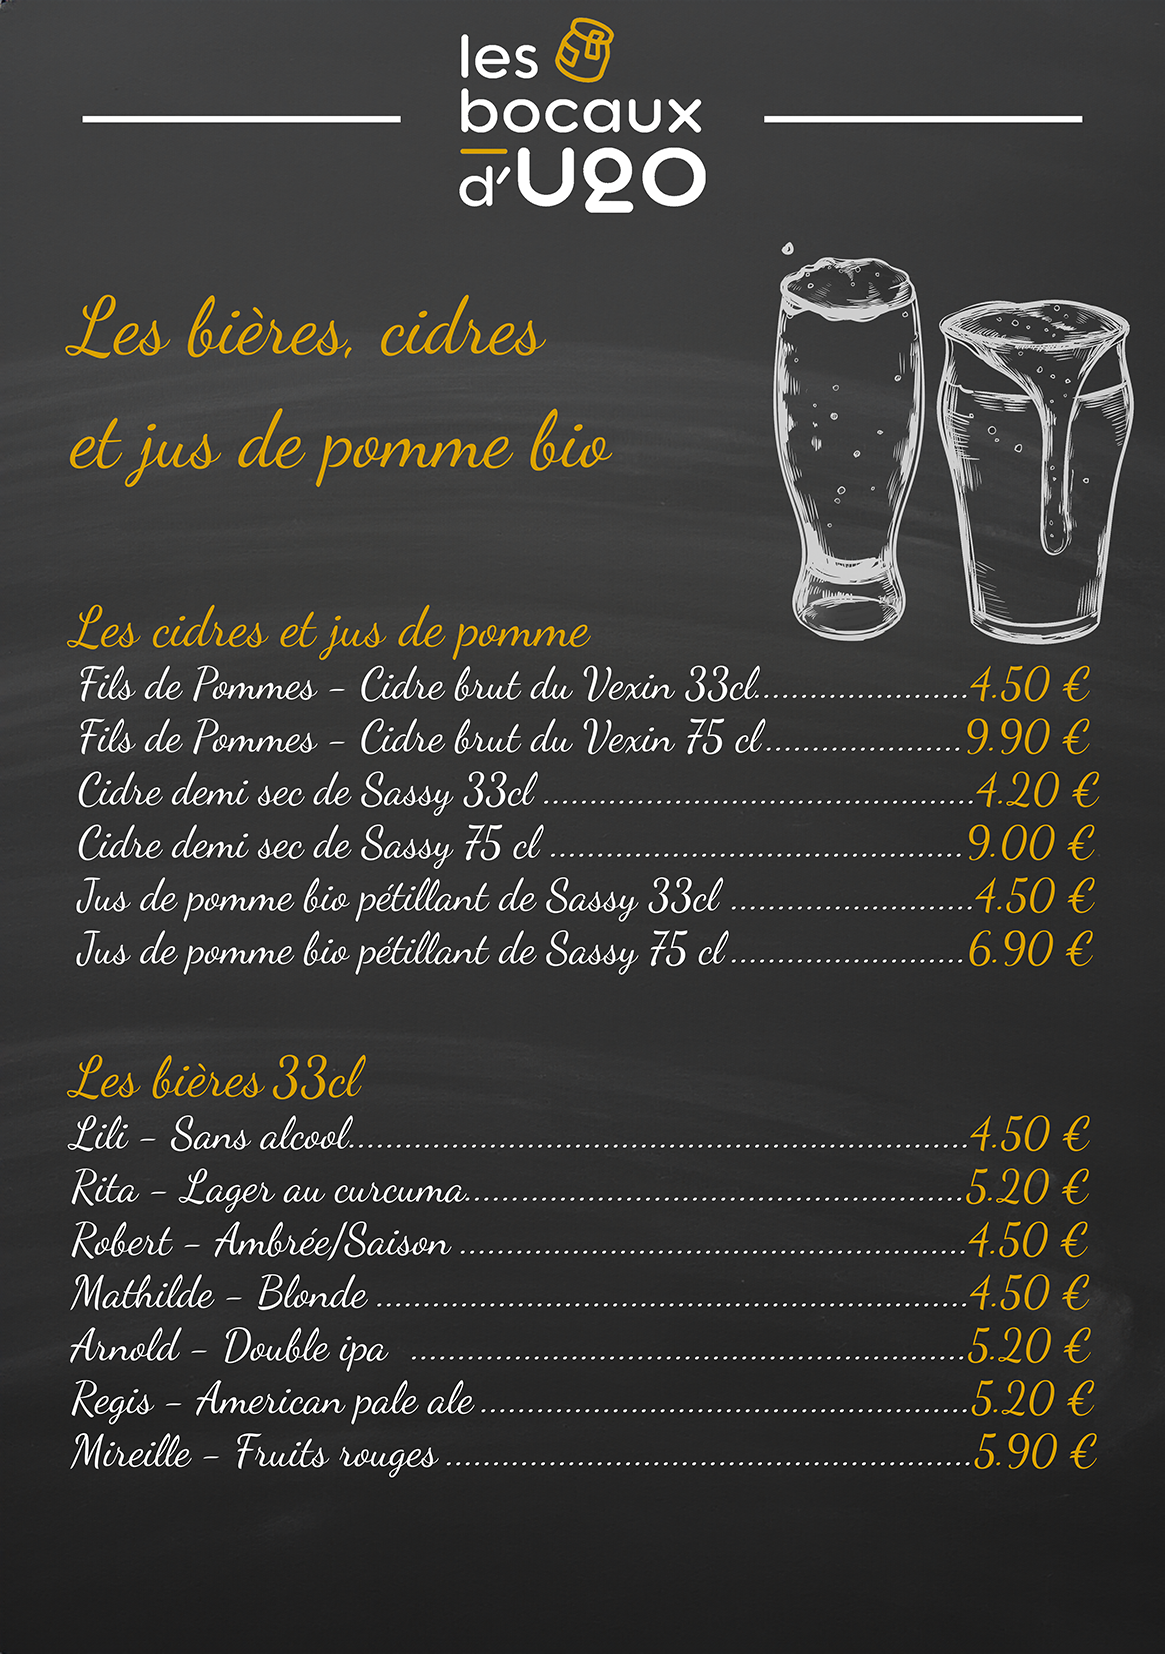 les
bocaux
d'Ugo
Les bières, cidres
et jus de pomme bio
Les cidres et jus de pomme
Fils de Pommes - Cidre brut du Vexin 33cl.......................4.50 €
Fils de Pommes - Cidre brut du Vexin 75 cl.....................9.90 €
Cidre demi sec de Sassy 33cl ..............................................4.20 €
Cidre demi sec de Sassy 75 cl ............................................9.00 €
Jus de pomme bio pétillant de Sassy 33cl ..........................4.50 €
Jus de pomme bio pétillant de Sassy 75 cl.........................6.90 €
Les bières 33cl
Lili - Sans alcool..................................................................4.50 €
Rita - Lager au curcuma.....................................................5.20 €
Robert - Ambrée/Saison ......................................................4.50 €
Mathilde - Blonde ...............................................................4.50 €
Arnold - Double ipa ...........................................................5.20 €
Regis - American pale ale....................................................5.20 €
Mireille - Fruits rouges ........................................................5.90 €